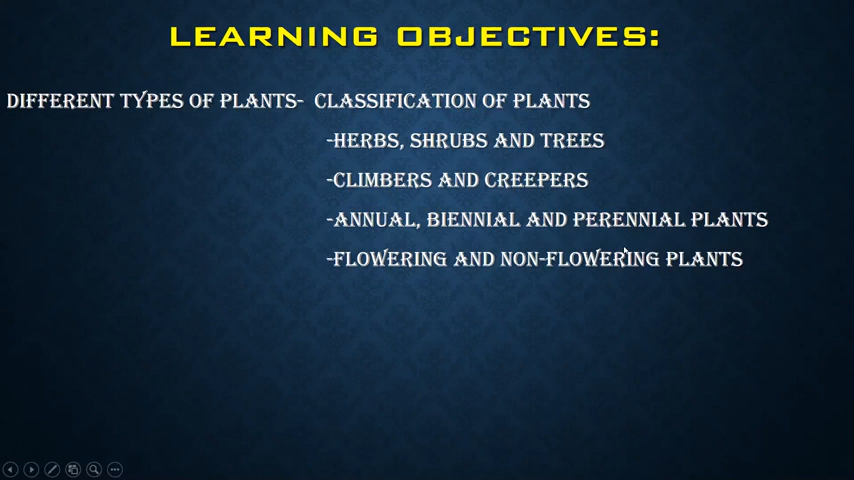 LEARNING OBJECTIVES:
DIFFERENT TYPES OF PLANTS- CLASSIFICATION OF PLANTS
-HERBS, SHRUBS AND TREES
-CLIMBERS AND CREEPERS
-ANNUAL, BIENNIAL AND PERENNIAL PLANTS
-FLOWERING AND NON-FLOWERING PLANTS